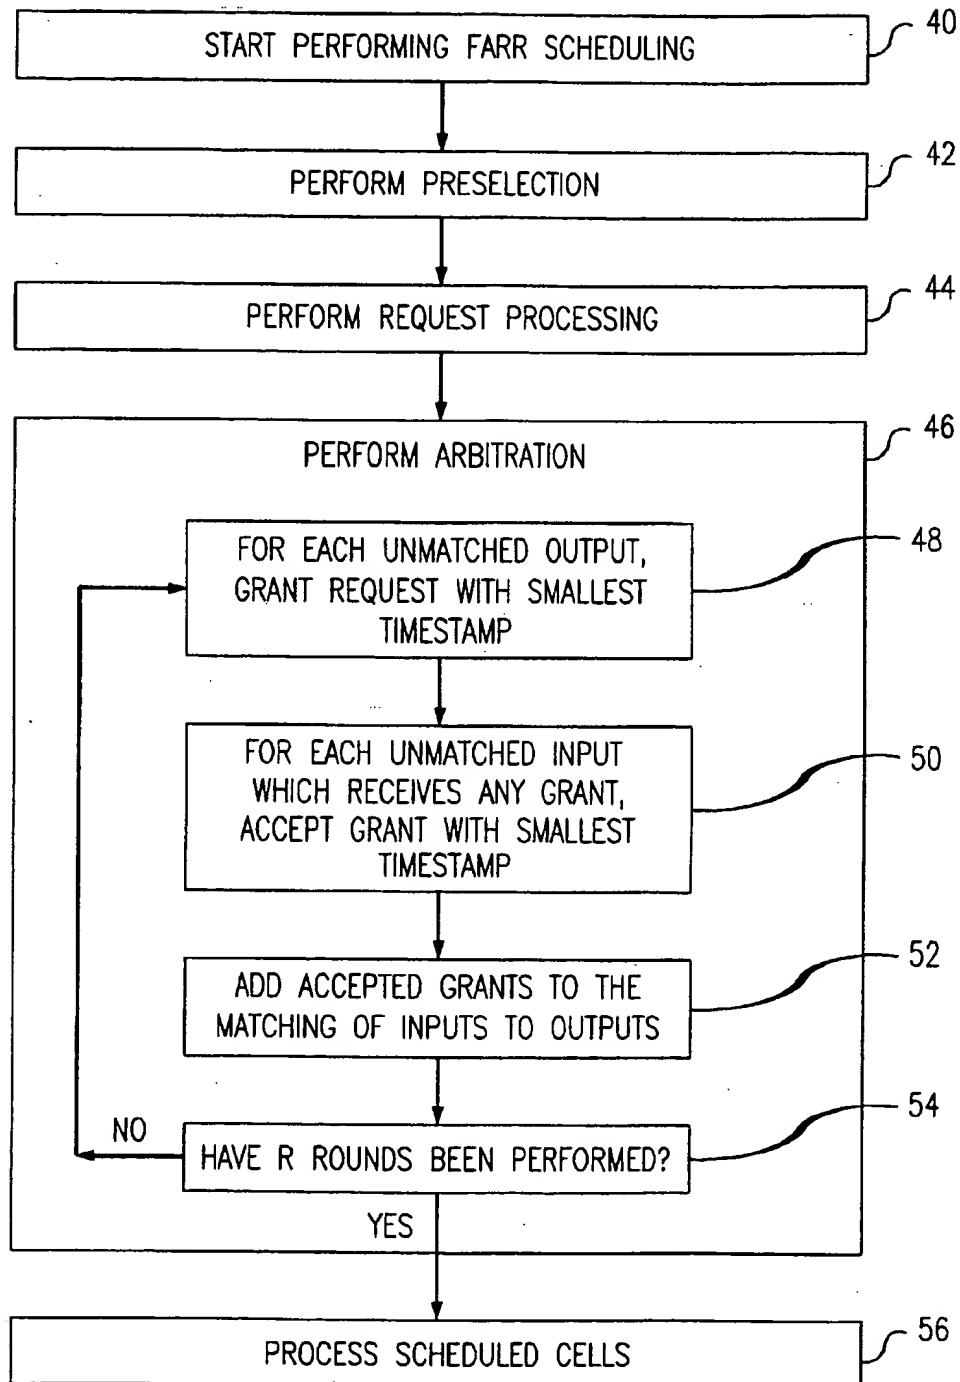 START PERFORMING FARR SCHEDULING
40
PERFORM PRESELECTION
42
PERFORM REQUEST PROCESSING
44
PERFORM ARBITRATION
46
FOR EACH UNMATCHED OUTPUT,
GRANT REQUEST WITH SMALLEST
TIMESTAMP
48
FOR EACH UNMATCHED INPUT
WHICH RECEIVES ANY GRANT,
ACCEPT GRANT WITH SMALLEST
TIMESTAMP
50
ADD ACCEPTED GRANTS TO THE
MATCHING OF INPUTS TO OUTPUTS
52
HAVE R ROUNDS BEEN PERFORMED?
54
NO
YES
PROCESS SCHEDULED CELLS
56